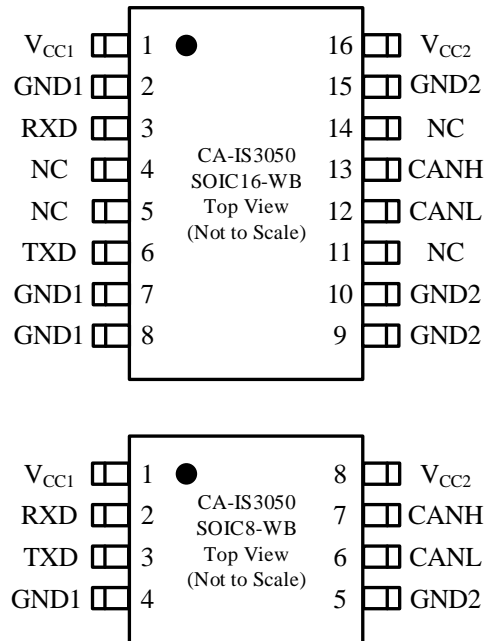 VCC1 1 16 VCC2
GND1 2 15 GND2
RXD 3 14 NC
CA-IS3050
NC 4 13 CANH
SOIC16-WB
NC 5 12 CANL
Top View
(Not to Scale)
TXD 6 11 NC
GND1 7 10 GND2
GND1 8 9 GND2
VCC1 1 8 VCC2
CA-IS3050
RXD 2 7 CANH
SOIC8-WB
TXD 3 6 CANL
Top View
(Not to Scale)
GND1 4 5 GND2